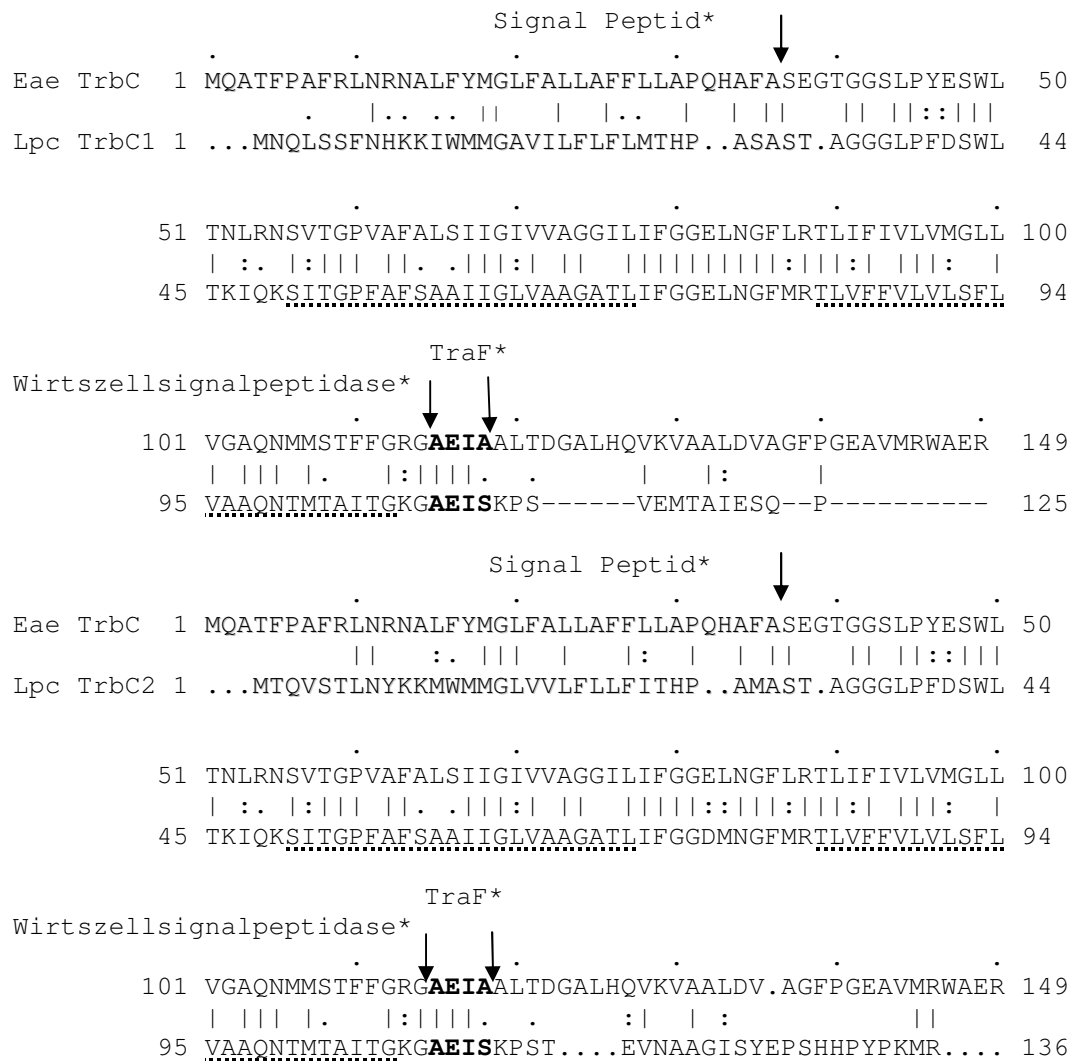 Signal Peptid*
. . . . .
Eae TrbC 1 MQATFPAFRLNRNALFYMGLFALLAFFLLAPQHAFASEGTGGSLPYESWL 50
. |.. .. || | |.. | | || || ||::|||
Lpc TrbC1 1 ...MNQLSSFNHKKIWMMGAVILFLFLMTHP..ASAST.AGGGLPFDSWL 44
. . . . .
51 TNLRNSVTGPVAFALSIIGIVVAGGILIFGGELNGFLRTLIFIVLVMGLL 100
| :. |:||| ||. .|||:| || ||||||||||:|||:| |||: |
45 TKIQKSITGPFAFSAAIIGLVAAGATLIFGGELNGFMRTLVFFVLVLSFL 94
TraF*
Wirtszellsignalpeptidase*
. . . . .
101 VGAQNMMSTFFGRGAEIAALTDGALHQVKVAALDVAGFPGEAVMRWAER 149
| ||| |. |:||||. . | |: |
95 VAAQNTMTAITGKGAEISKPS------VEMTAIESQ--P---------- 125
Signal Peptid*
. . . .
Eae TrbC 1 MQATFPAFRLNRNALFYMGLFALLAFFLLAPQHAFASEGTGGSLPYESWL 50
|| :. ||| | |: | | || || ||::|||
Lpc TrbC2 1 ...MTQVSTLNYKKMWMMGLVVLFLLFITHP..AMAST.AGGGLPFDSWL 44
. . . . .
51 TNLRNSVTGPVAFALSIIGIVVAGGILIFGGELNGFLRTLIFIVLVMGLL 100
| :. |:||| ||. .|||:| || |||||::|||:|||:| |||: |
45 TKIQKSITGPFAFSAAIIGLVAAGATLIFGGDMNGFMRTLVFFVLVLSFL 94
TraF*
Wirtszellsignalpeptidase*
. . . . .
101 VGAQNMMSTFFGRGAEIAALTDGALHQVKVAALDV.AGFPGEAVMRWAER 149
| ||| |. |:||||. . :| | : ||
95 VAAQNTMTAITGKGAEISKPST....EVNAAGISYEPSHHPYPKMR.... 136